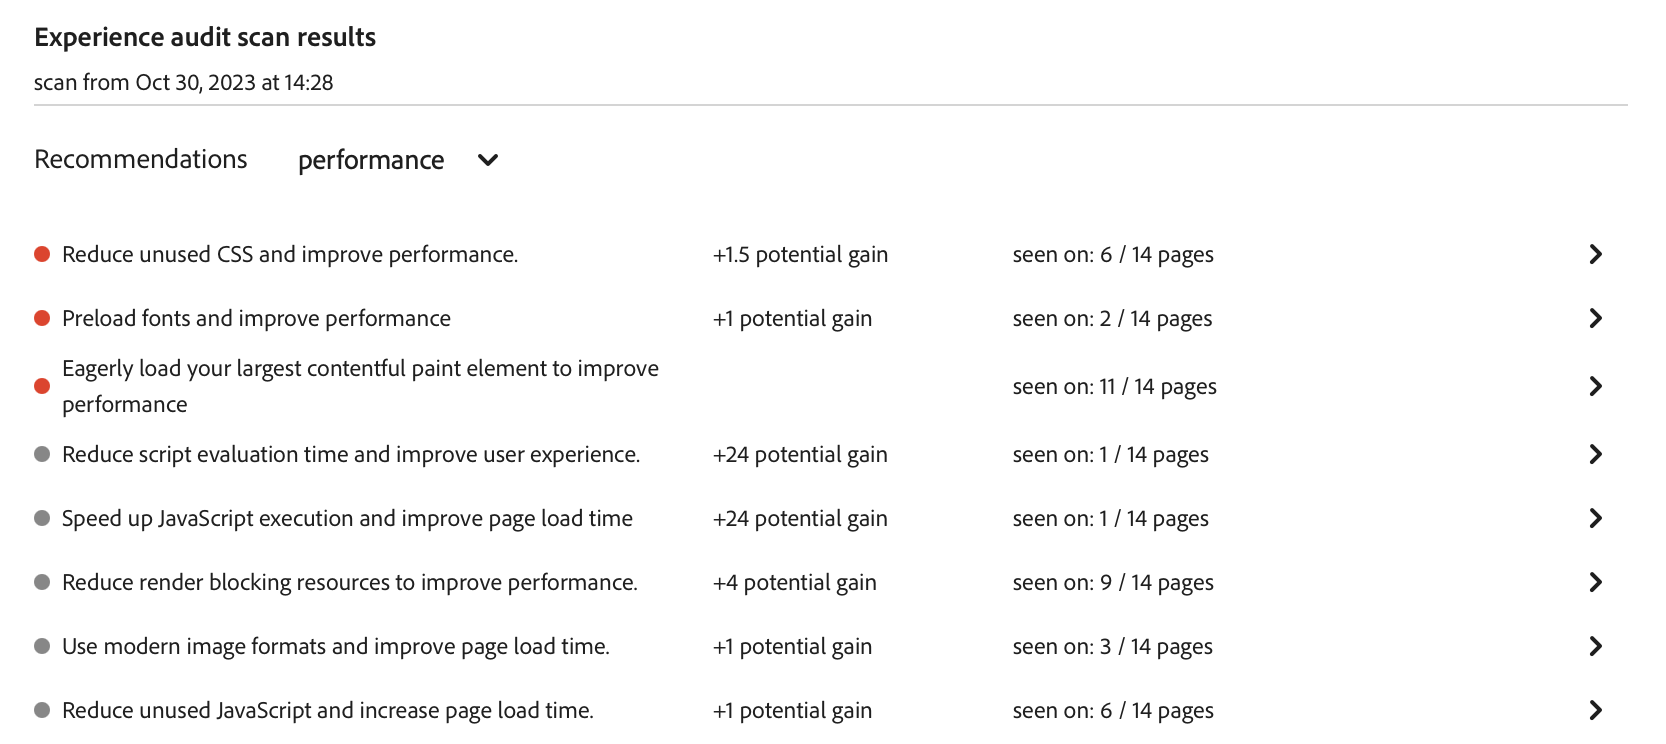 Experience audit scan results
scan from Oct 30, 2023 at 14:28
Recommendations performance
Reduce unused CSS and improve performance. +1.5 potential gain seen on: 6 / 14 pages
Preload fonts and improve performance +1 potential gain seen on: 2 / 14 pages
Eagerly load your largest contentful paint element to improve
performance seen on: 11 / 14 pages
Reduce script evaluation time and improve user experience. +24 potential gain seen on: 1 / 14 pages
Speed up JavaScript execution and improve page load time +24 potential gain seen on: 1 / 14 pages
Reduce render blocking resources to improve performance. +4 potential gain seen on: 9 / 14 pages
Use modern image formats and improve page load time. +1 potential gain seen on: 3 / 14 pages
Reduce unused JavaScript and increase page load time. +1 potential gain seen on: 6 / 14 pages